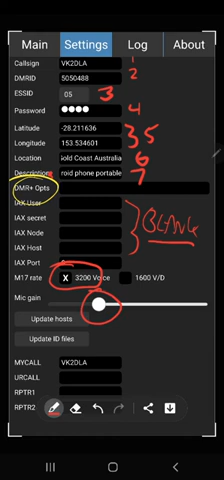 Main Settings Log About
Callsign VK2DLA 1
DMRID 5050488 2
ESSID 05 3
Password 4
Latitude -28.211636 35
Longitude 153.534601
Location Gold Coast Australia 6
Description roid phone portable 7
DMR+ Opts
IAX User
IAX secret
IAX Node BLANK
IAX Host
IAX Port
M17 rate X 3200 Voice 1600 V/D
Mic gain
Update hosts
Update ID files
MYCALL VK2DLA
URCALL
RPTR1
RPTR2